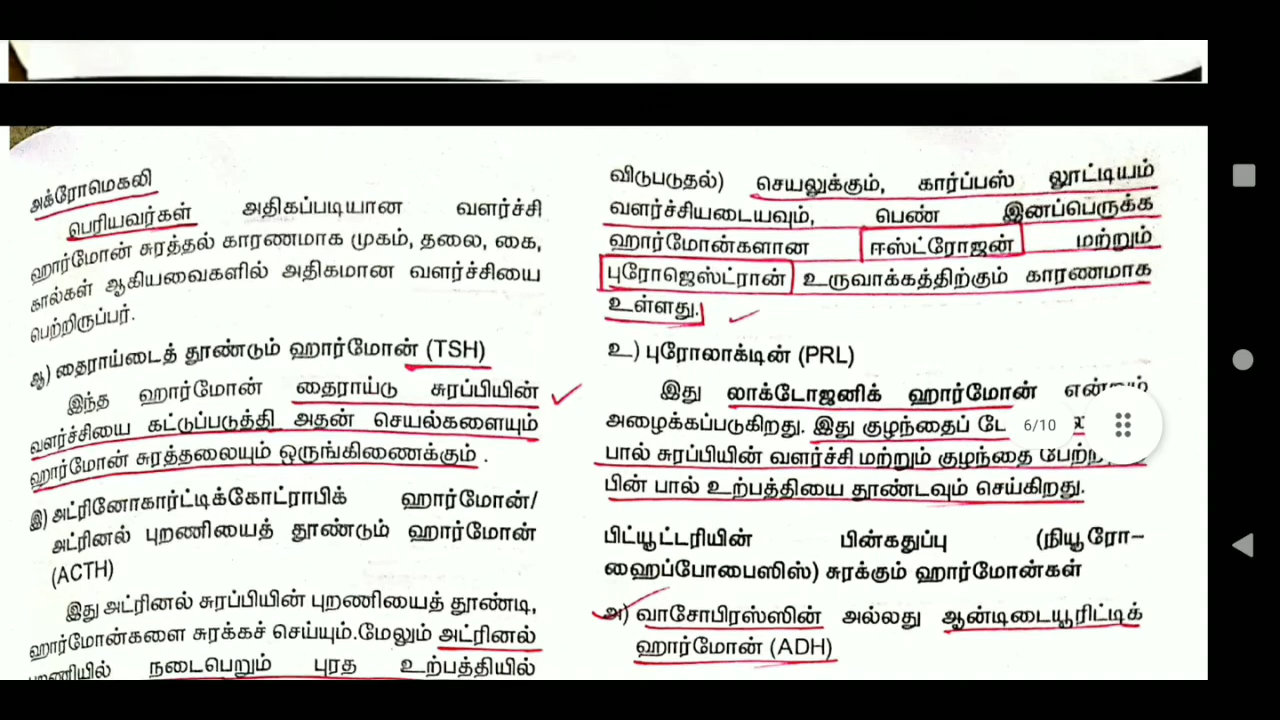 அக்ரோமெகலி
பெரியவர்கள் அதிகப்படியான வளர்ச்சி
ஹார்மோன் சுரத்தல் காரணமாக முகம், தலை, கை,
கால்கள் ஆகியவைகளில் அதிகமான வளர்ச்சியை
பெற்றிருப்பர்.
ஆ) தைராய்டைத் தூண்டும் ஹார்மோன் (TSH)
இந்த ஹார்மோன் தைராய்டு சுரப்பியின்
வளர்ச்சியை கட்டுப்படுத்தி அதன் செயல்களையும்
ஹார்மோன் சுரத்தலையும் ஒருங்கிணைக்கும் .
இ) அட்ரினோகார்ட்டிக்கோட்ராபிக் ஹார்மோன்/
அட்ரினல் புறணியைத் தூண்டும் ஹார்மோன்
(ACTH)
இது அட்ரினல் சுரப்பியின் புறணியைத் தூண்டி,
ஹார்மோன்களை சுரக்கச் செய்யும்.மேலும் அட்ரினல்
புறணியில் நடைபெறும் புரத உற்பத்தியில்
விடுபடுதல்) செயலுக்கும், கார்ப்பஸ் லூட்டியம்
வளர்ச்சியடையவும், பெண் இனப்பெருக்க
ஹார்மோன்களான ஈஸ்ட்ரோஜன் மற்றும்
புரோஜெஸ்ட்ரான் உருவாக்கத்திற்கும் காரணமாக
உள்ளது.
உ) புரோலாக்டின் (PRL)
இது லாக்டோஜனிக் ஹார்மோன் என்றும்
அழைக்கப்படுகிறது. இது குழந்தைப்
6/10
பால் சுரப்பியின் வளர்ச்சி மற்றும் குழந்தை
பின் பால் உற்பத்தியை தூண்டவும் செய்கிறது.
பிட்யூட்டரியின் பின்கதுப்பு (நியூரோ–
ஹைப்போபைஸிஸ்) சுரக்கும் ஹார்மோன்கள்
அ) வாசோபிரஸ்ஸின் அல்லது ஆன்டிடையூரிட்டிக்
ஹார்மோன் (ADH)